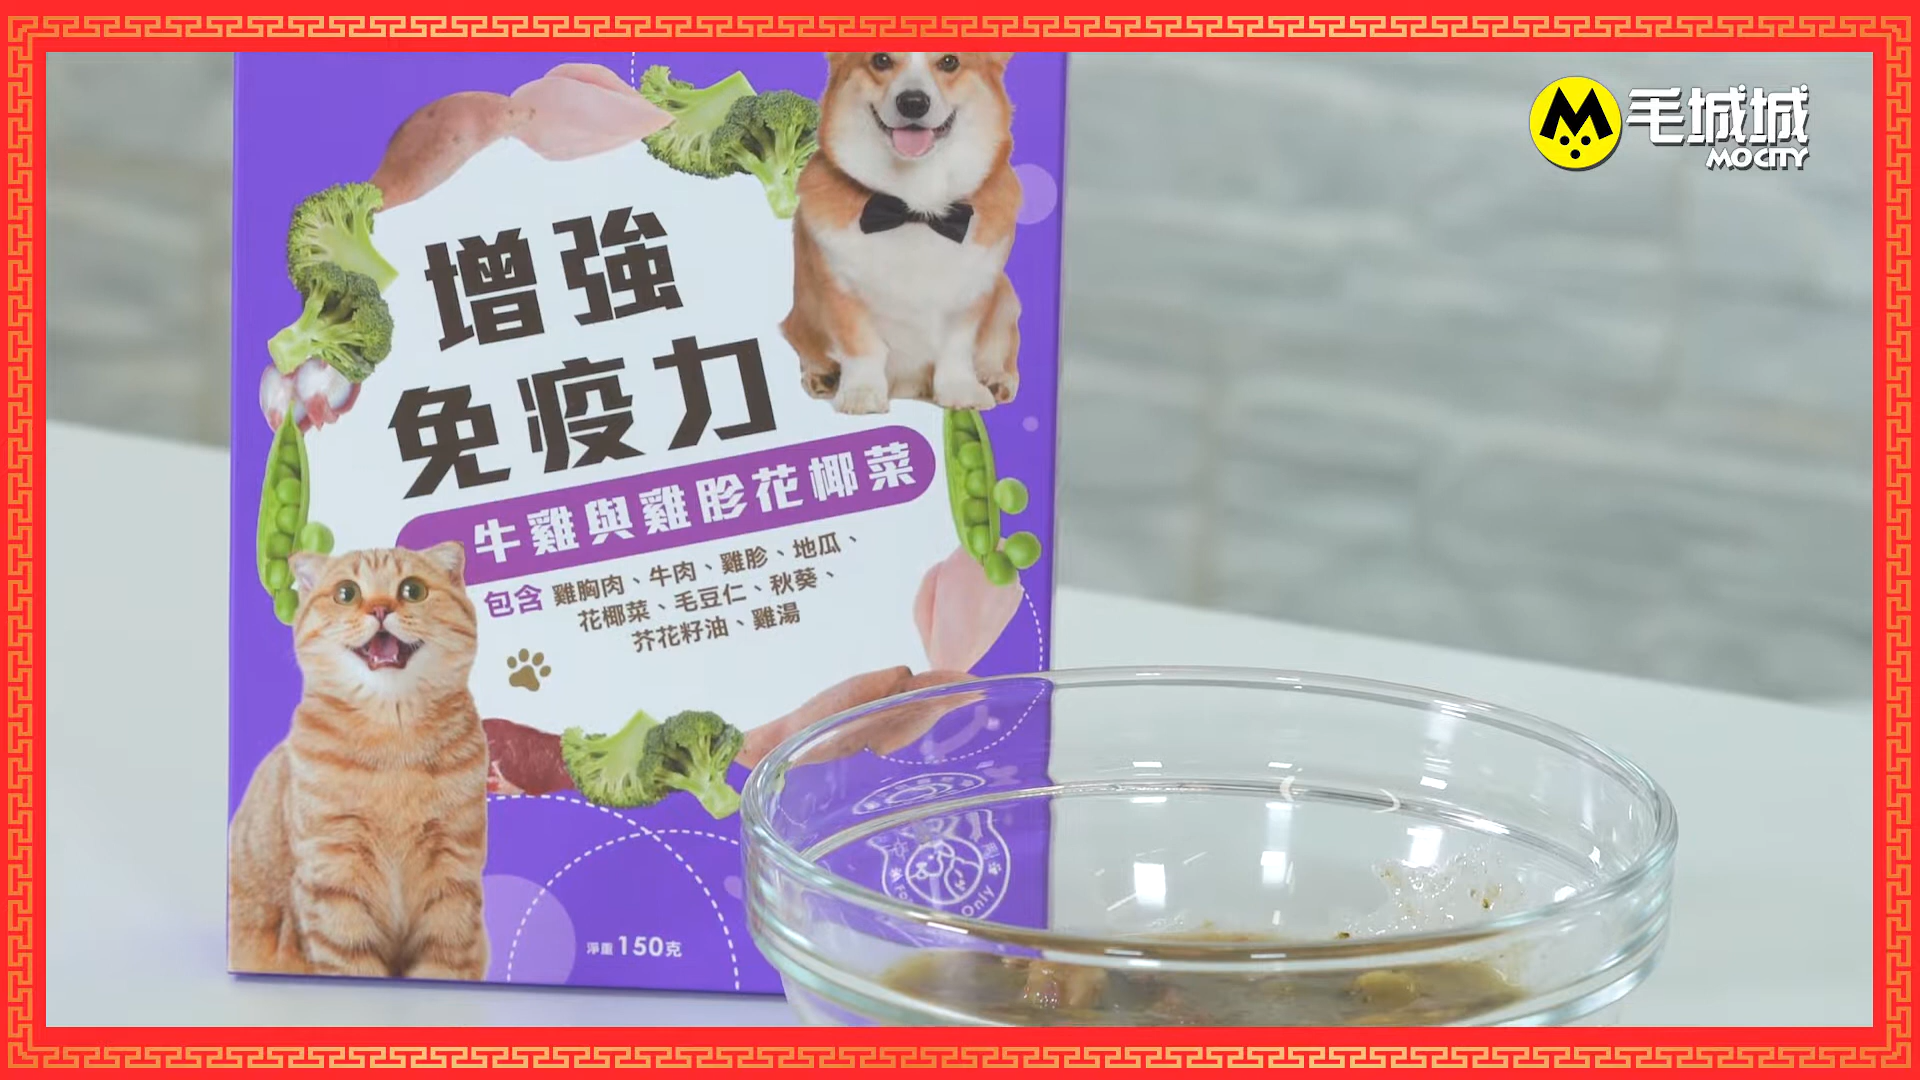 毛城城
MOCITY
增強
免疫力
牛雞與雞胗花椰菜
包含 雞胸肉、牛肉、雞胗、地瓜、
花椰菜、毛豆仁、秋葵、
芥花籽油、雞湯
淨重150克
Only